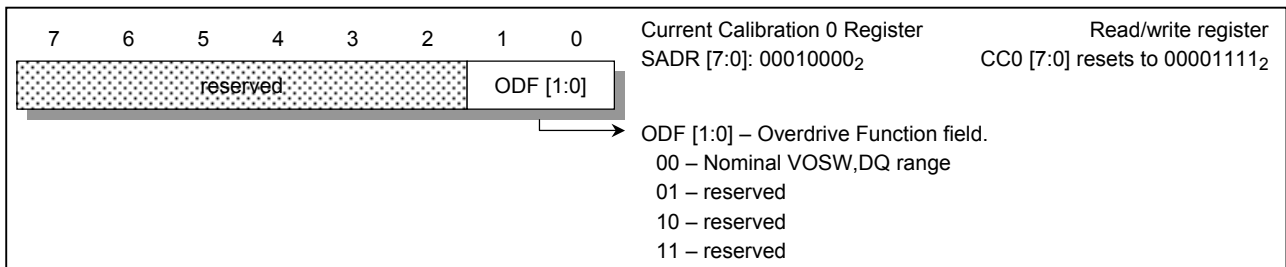 7 6 5 4 3 2 1 0
reserved ODF [1:0]
Current Calibration 0 Register Read/write register
SADR [7:0]: 00010000₂ CC0 [7:0] resets to 00001111₂
ODF [1:0] – Overdrive Function field.
00 – Nominal VOSW,DQ range
01 – reserved
10 – reserved
11 – reserved